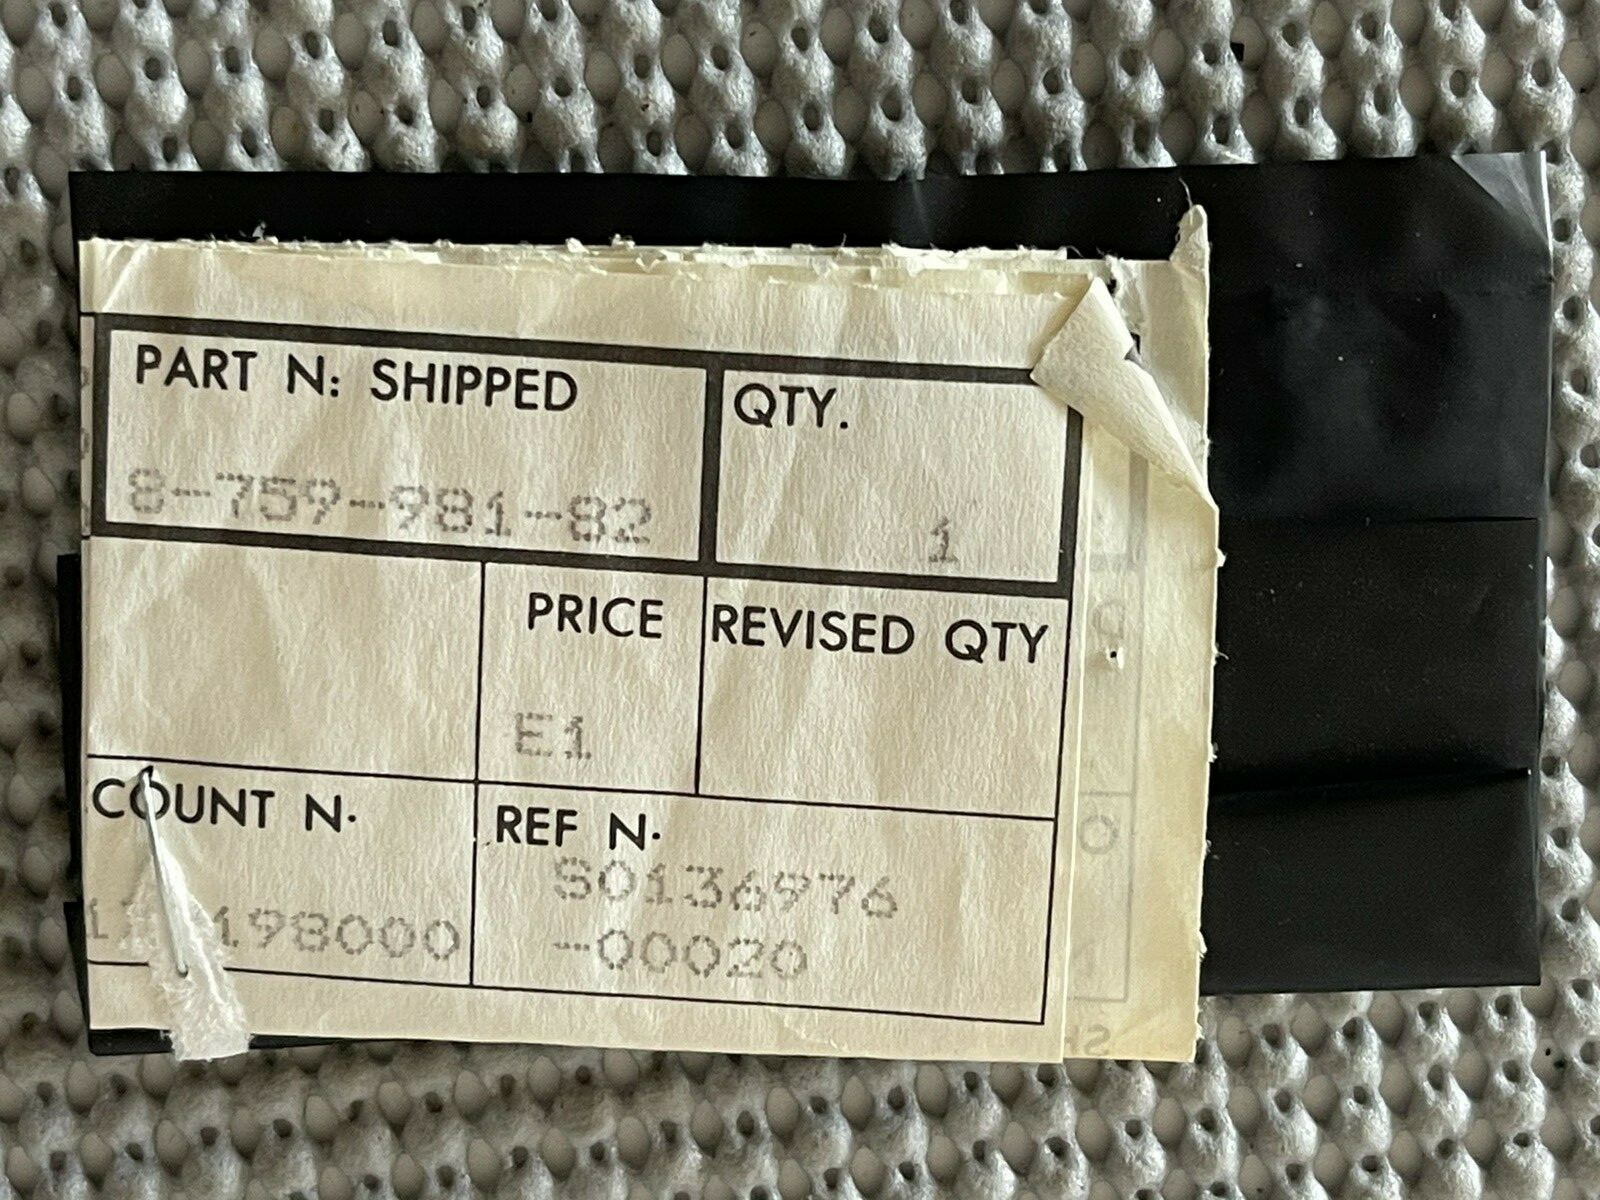 PART N: SHIPPED
8-759-981-82
QTY.
1
PRICE
E1
REVISED QTY
COUNT N.
198000
REF N.
S0136976
-00020